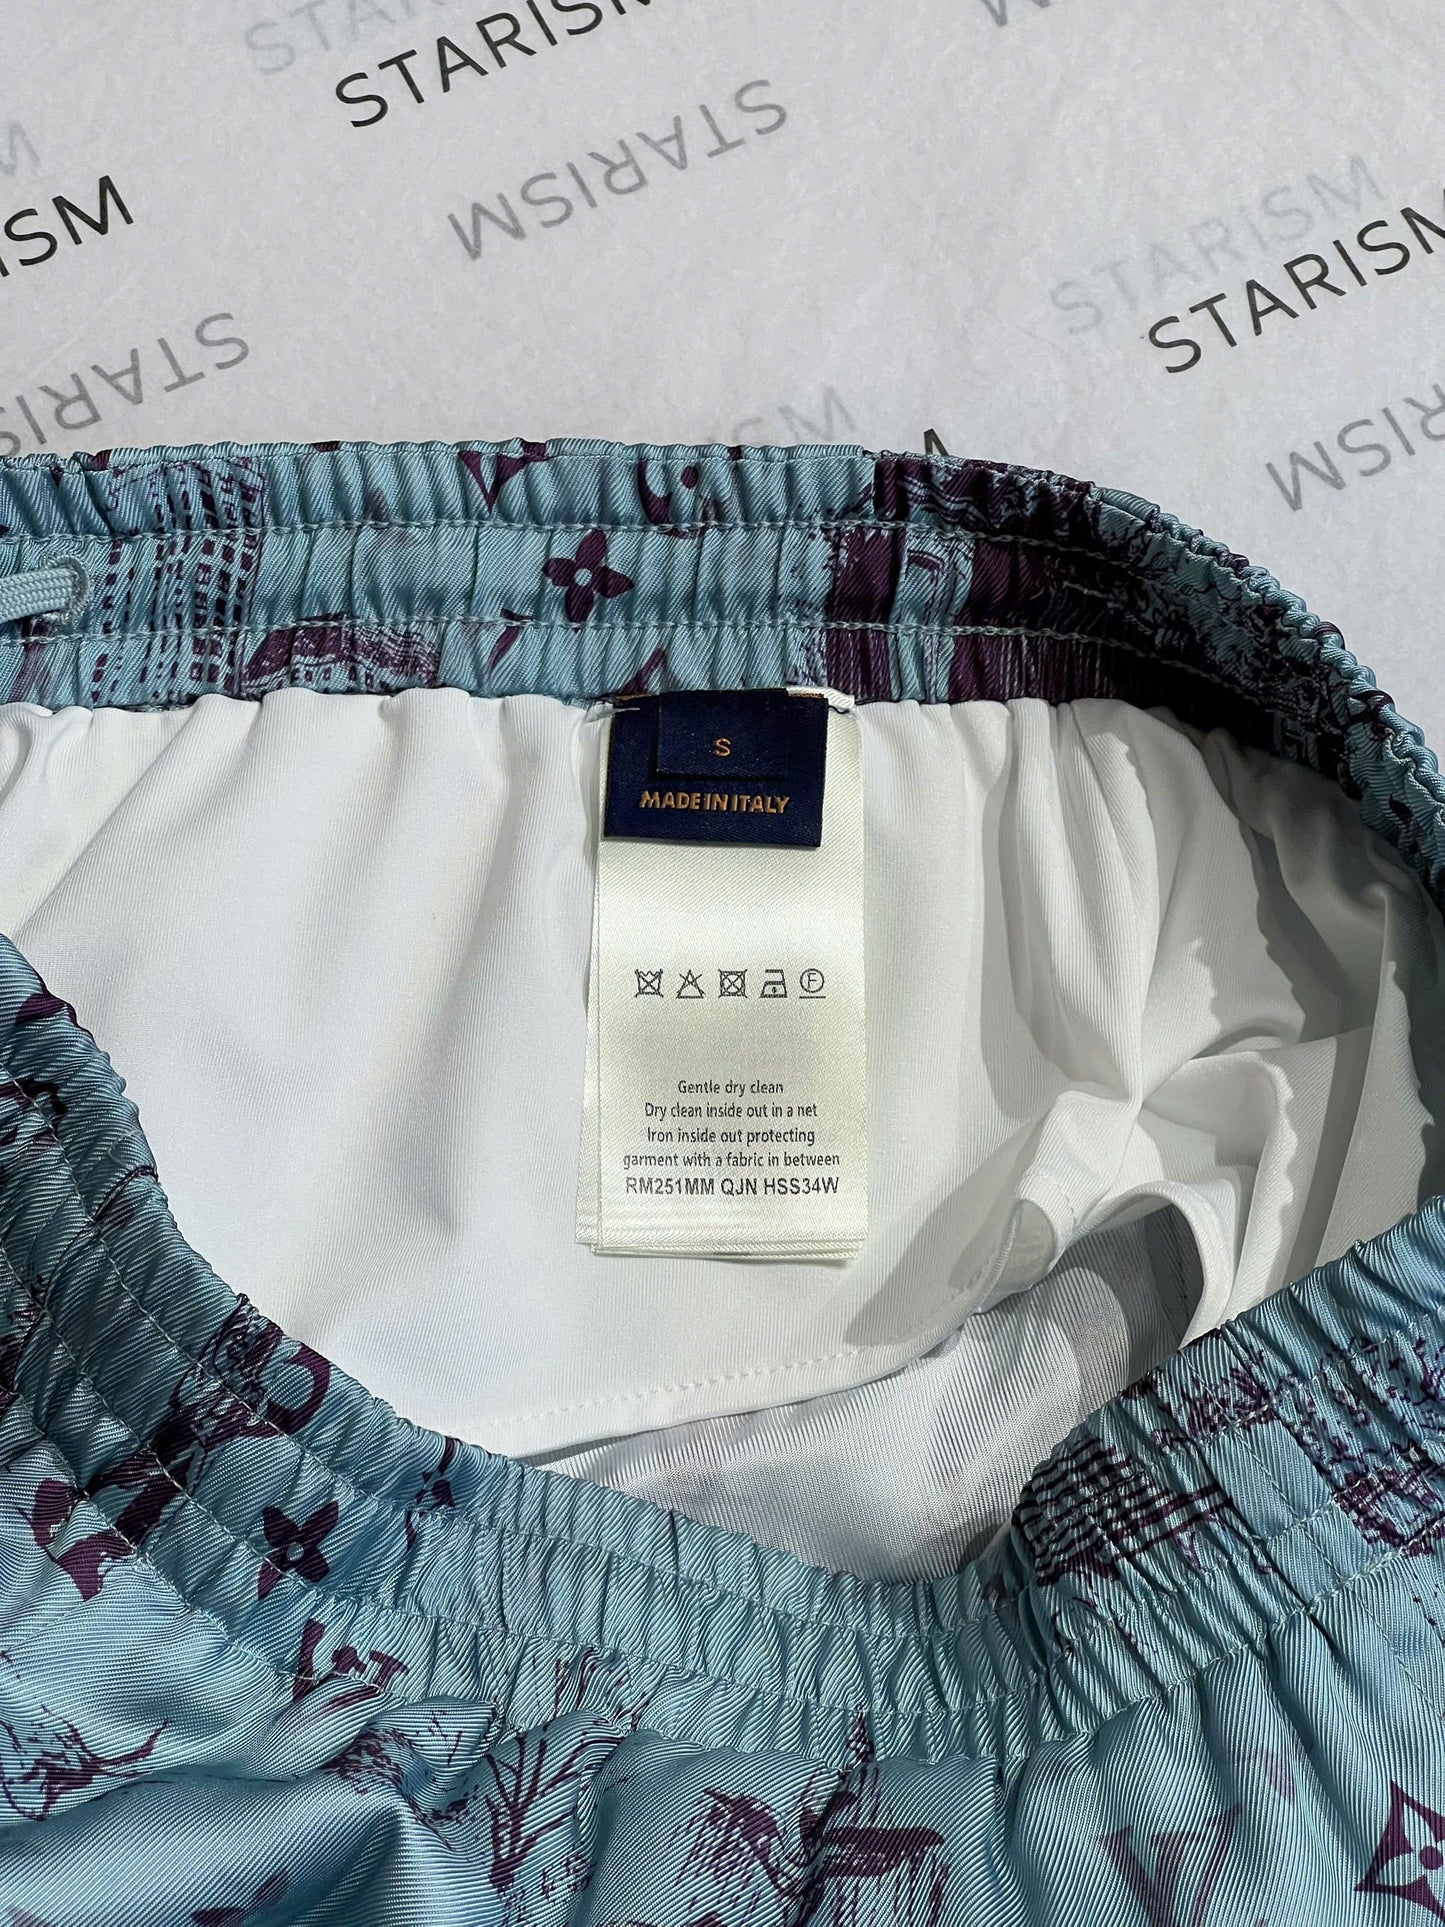 STARISM
STARISM
STARISM
STARISM
STARISM
S
MADE IN ITALY
F
Gentle dry clean
Dry clean inside out in a net
Iron inside out protecting
garment with a fabric in between
RM251MM QJN HSS34W
LV